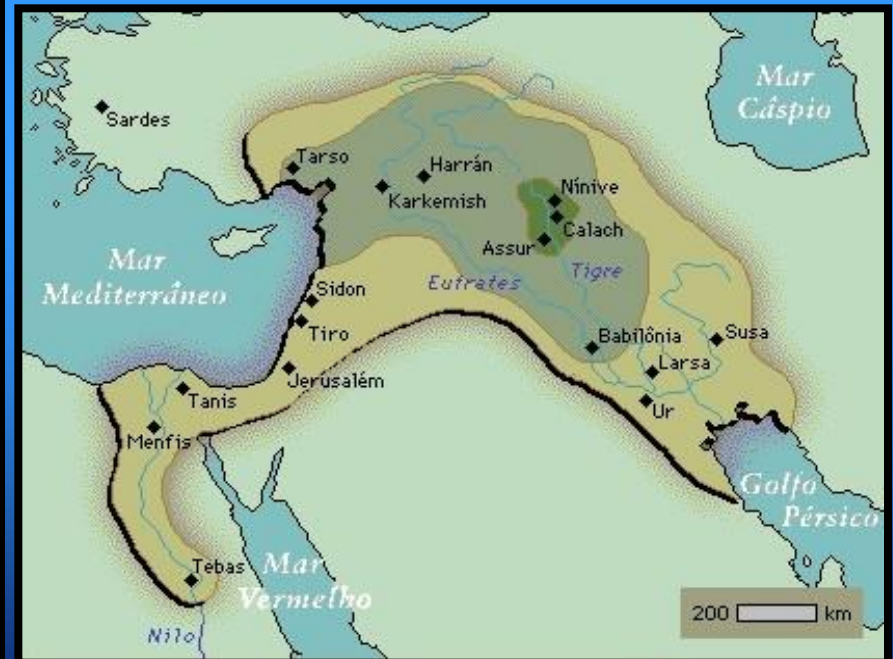 Mar
Cáspio
Sardes
Tarso
Harrán
Karkemish
Nínive
Calach
Assur
Mar
Mediterrâneo
Sidon
Eufrates
Tigre
Tiro
Babilônia
Susa
Larsa
Jerusalém
Tanis
Ur
Menfis
Golfo
Pérsico
Tebas
Mar
Vermelho
200 km
Nilo